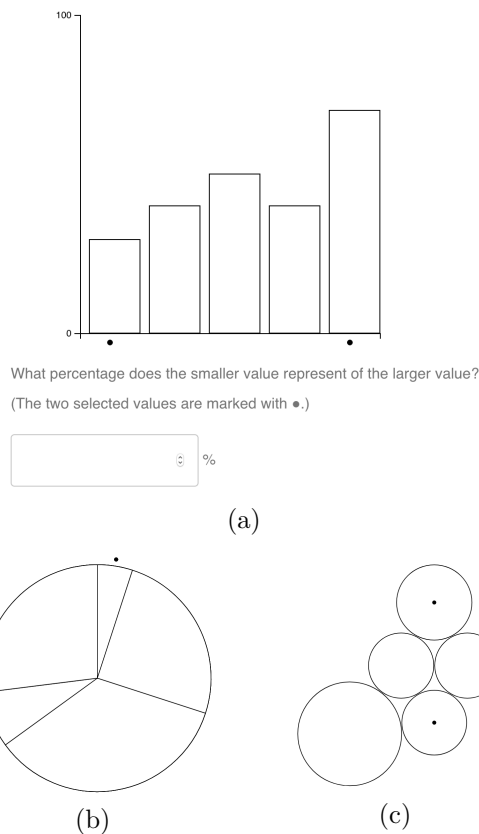 100
0
What percentage does the smaller value represent of the larger value?
(The two selected values are marked with ●.)
%
(a)
(b)
(c)